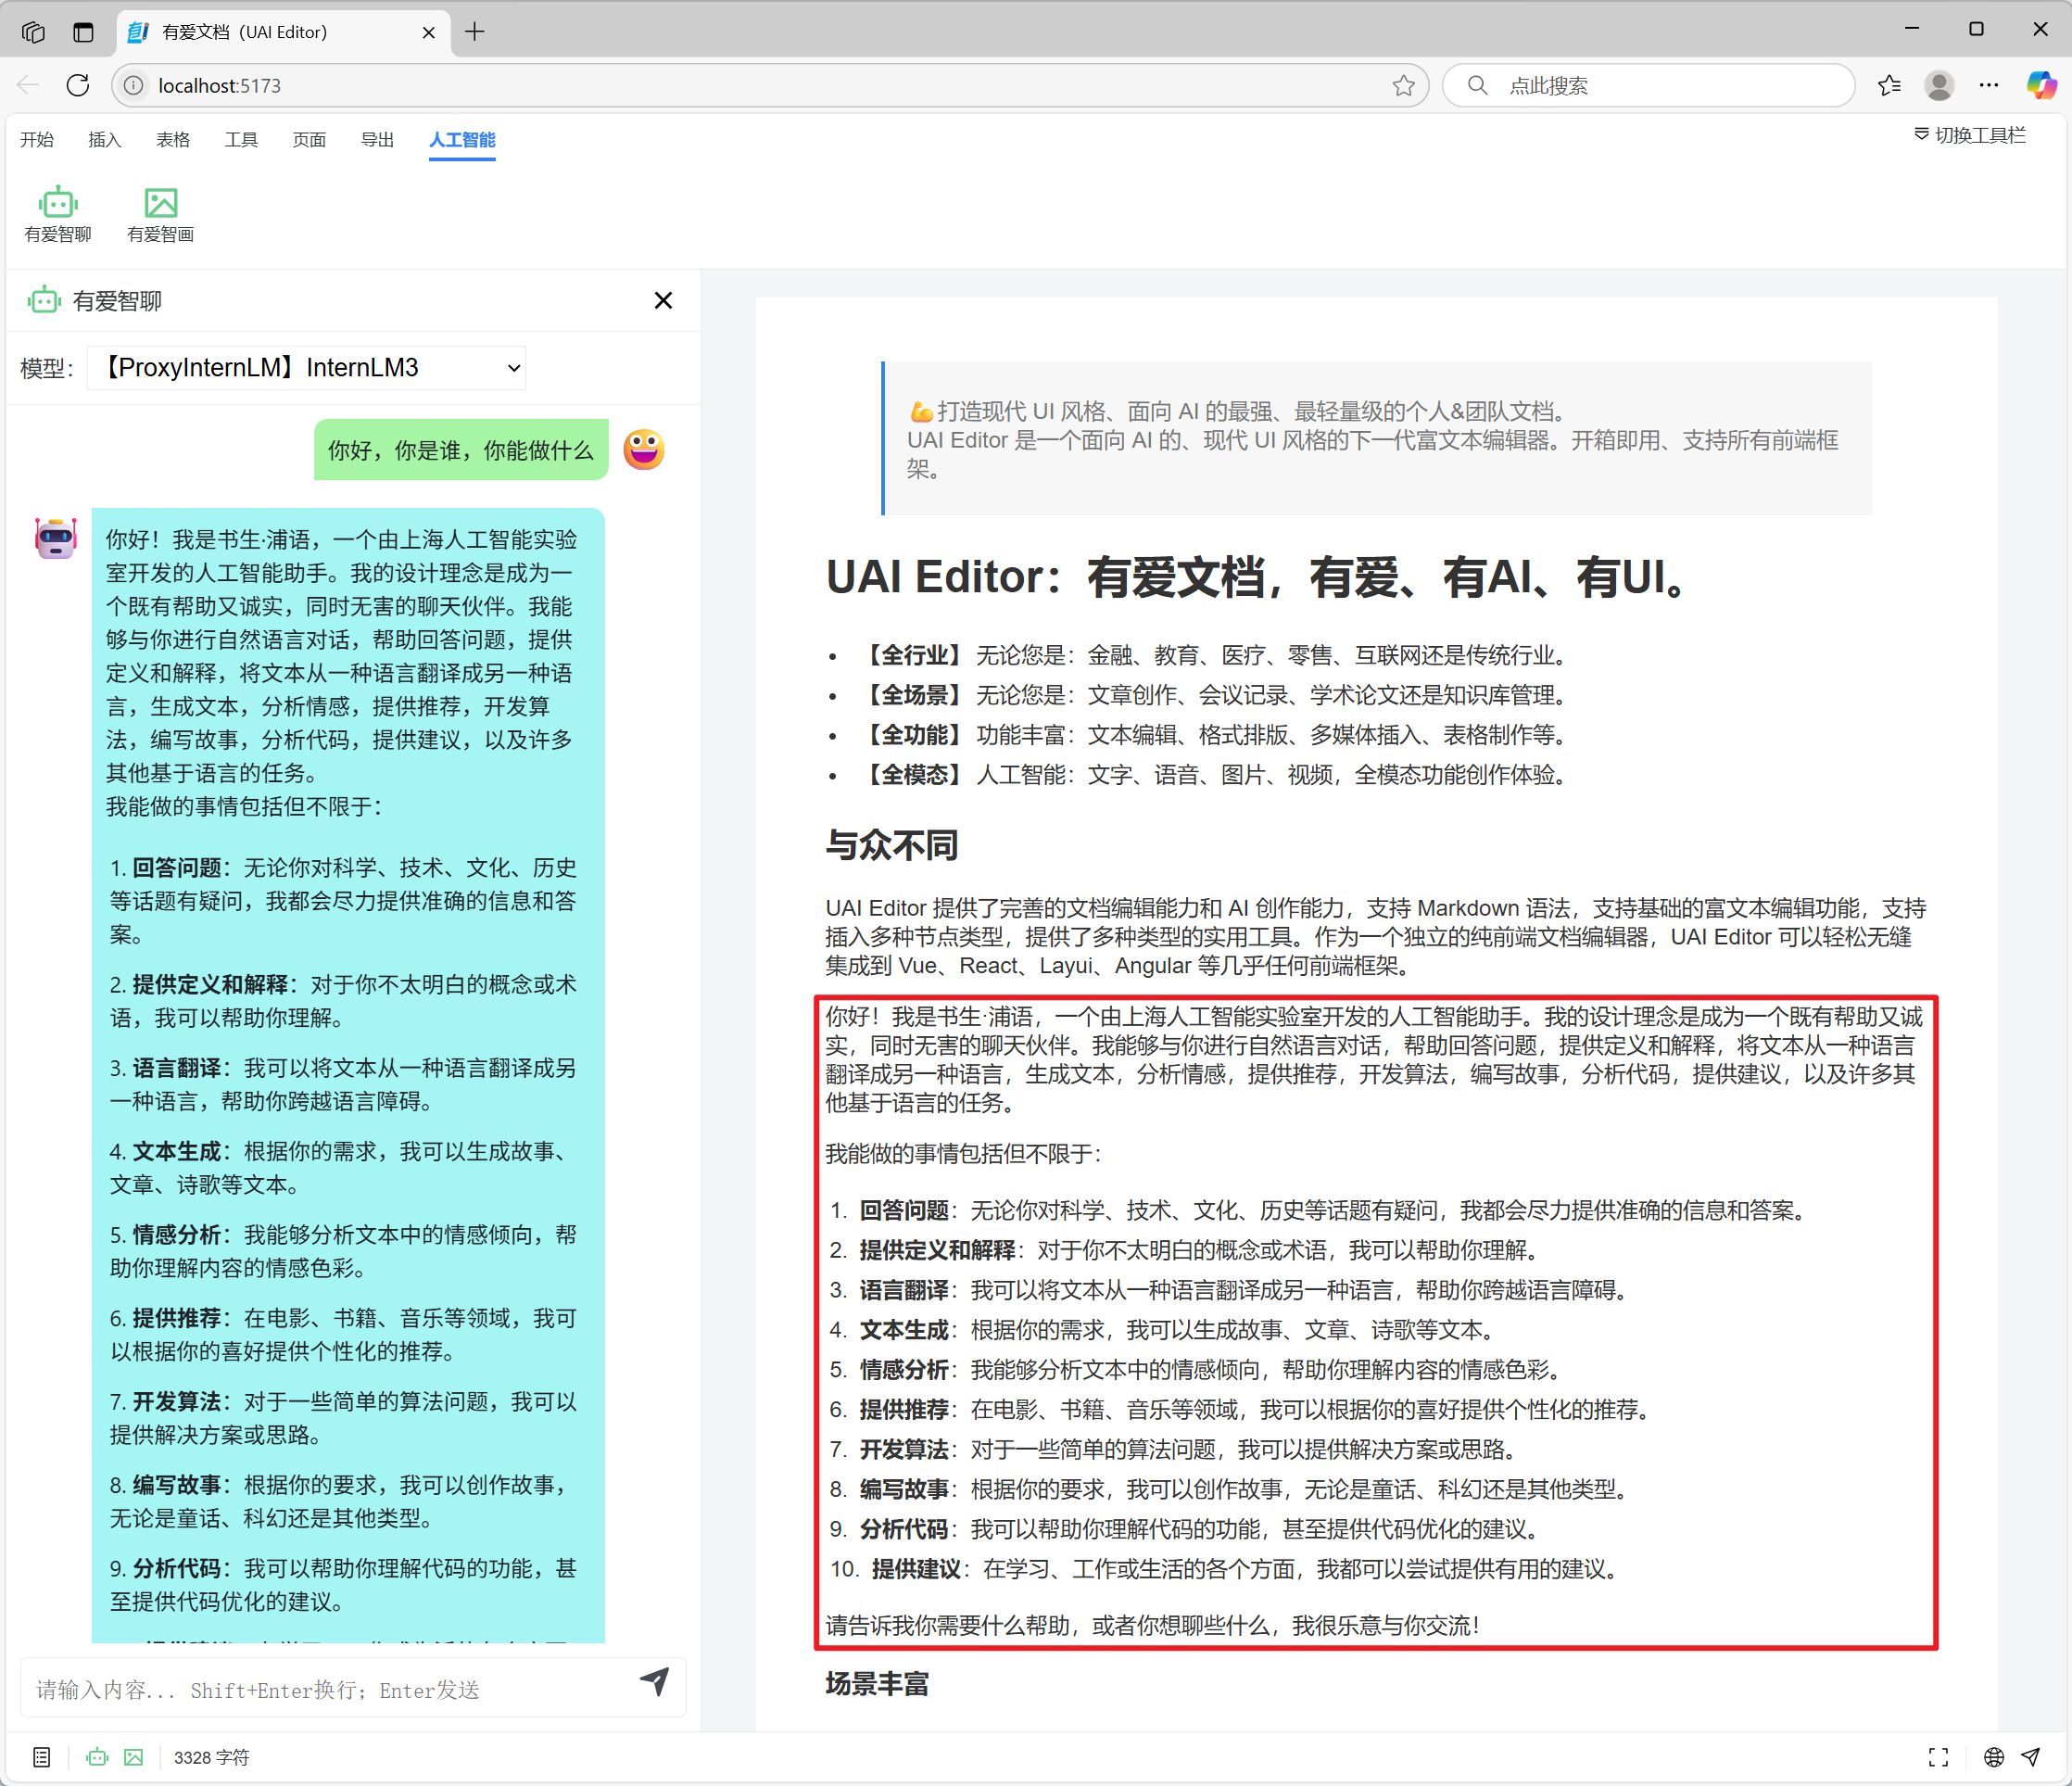 有爱文档（UAI Editor）
localhost:5173
点此搜索
开始 插入 表格 工具 页面 导出 人工智能
切换工具栏
有爱智聊 有爱智画
有爱智聊
模型：
【ProxyInternLM】InternLM3
你好，你是谁，你能做什么
你好！我是书生·浦语，一个由上海人工智能实验
室开发的人工智能助手。我的设计理念是成为一
个既有帮助又诚实，同时无害的聊天伙伴。我能
够与你进行自然语言对话，帮助回答问题，提供
定义和解释，将文本从一种语言翻译成另一种语
言，生成文本，分析情感，提供推荐，开发算
法，编写故事，分析代码，提供建议，以及许多
其他基于语言的任务。
我能做的事情包括但不限于：
1. 回答问题：无论你对科学、技术、文化、历史
等话题有疑问，我都会尽力提供准确的信息和答
案。
2. 提供定义和解释：对于你不太明白的概念或术
语，我可以帮助你理解。
3. 语言翻译：我可以将文本从一种语言翻译成另
一种语言，帮助你跨越语言障碍。
4. 文本生成：根据你的需求，我可以生成故事、
文章、诗歌等文本。
5. 情感分析：我能够分析文本中的情感倾向，帮
助你理解内容的情感色彩。
6. 提供推荐：在电影、书籍、音乐等领域，我可
以根据你的喜好提供个性化的推荐。
7. 开发算法：对于一些简单的算法问题，我可以
提供解决方案或思路。
8. 编写故事：根据你的要求，我可以创作故事，
无论是童话、科幻还是其他类型。
9. 分析代码：我可以帮助你理解代码的功能，甚
至提供代码优化的建议。
请输入内容... Shift+Enter换行；Enter发送
💪打造现代 UI 风格、面向 AI 的最强、最轻量级的个人&团队文档。
UAI Editor 是一个面向 AI 的、现代 UI 风格的下一代富文本编辑器。开箱即用、支持所有前端框
架。
UAI Editor：有爱文档，有爱、有AI、有UI。
• 【全行业】 无论您是：金融、教育、医疗、零售、互联网还是传统行业。
• 【全场景】 无论您是：文章创作、会议记录、学术论文还是知识库管理。
• 【全功能】 功能丰富：文本编辑、格式排版、多媒体插入、表格制作等。
• 【全模态】 人工智能：文字、语音、图片、视频，全模态功能创作体验。
与众不同
UAI Editor 提供了完善的文档编辑能力和 AI 创作能力，支持 Markdown 语法，支持基础的富文本编辑功能，支持
插入多种节点类型，提供了多种类型的实用工具。作为一个独立的纯前端文档编辑器，UAI Editor 可以轻松无缝
集成到 Vue、React、Layui、Angular 等几乎任何前端框架。
你好！我是书生·浦语，一个由上海人工智能实验室开发的人工智能助手。我的设计理念是成为一个既有帮助又诚
实，同时无害的聊天伙伴。我能够与你进行自然语言对话，帮助回答问题，提供定义和解释，将文本从一种语言
翻译成另一种语言，生成文本，分析情感，提供推荐，开发算法，编写故事，分析代码，提供建议，以及许多其
他基于语言的任务。
我能做的事情包括但不限于：
1. 回答问题：无论你对科学、技术、文化、历史等话题有疑问，我都会尽力提供准确的信息和答案。
2. 提供定义和解释：对于你不太明白的概念或术语，我可以帮助你理解。
3. 语言翻译：我可以将文本从一种语言翻译成另一种语言，帮助你跨越语言障碍。
4. 文本生成：根据你的需求，我可以生成故事、文章、诗歌等文本。
5. 情感分析：我能够分析文本中的情感倾向，帮助你理解内容的情感色彩。
6. 提供推荐：在电影、书籍、音乐等领域，我可以根据你的喜好提供个性化的推荐。
7. 开发算法：对于一些简单的算法问题，我可以提供解决方案或思路。
8. 编写故事：根据你的要求，我可以创作故事，无论是童话、科幻还是其他类型。
9. 分析代码：我可以帮助你理解代码的功能，甚至提供代码优化的建议。
10. 提供建议：在学习、工作或生活的各个方面，我都可以尝试提供有用的建议。
请告诉我你需要什么帮助，或者你想聊些什么，我很乐意与你交流！
场景丰富
3328 字符